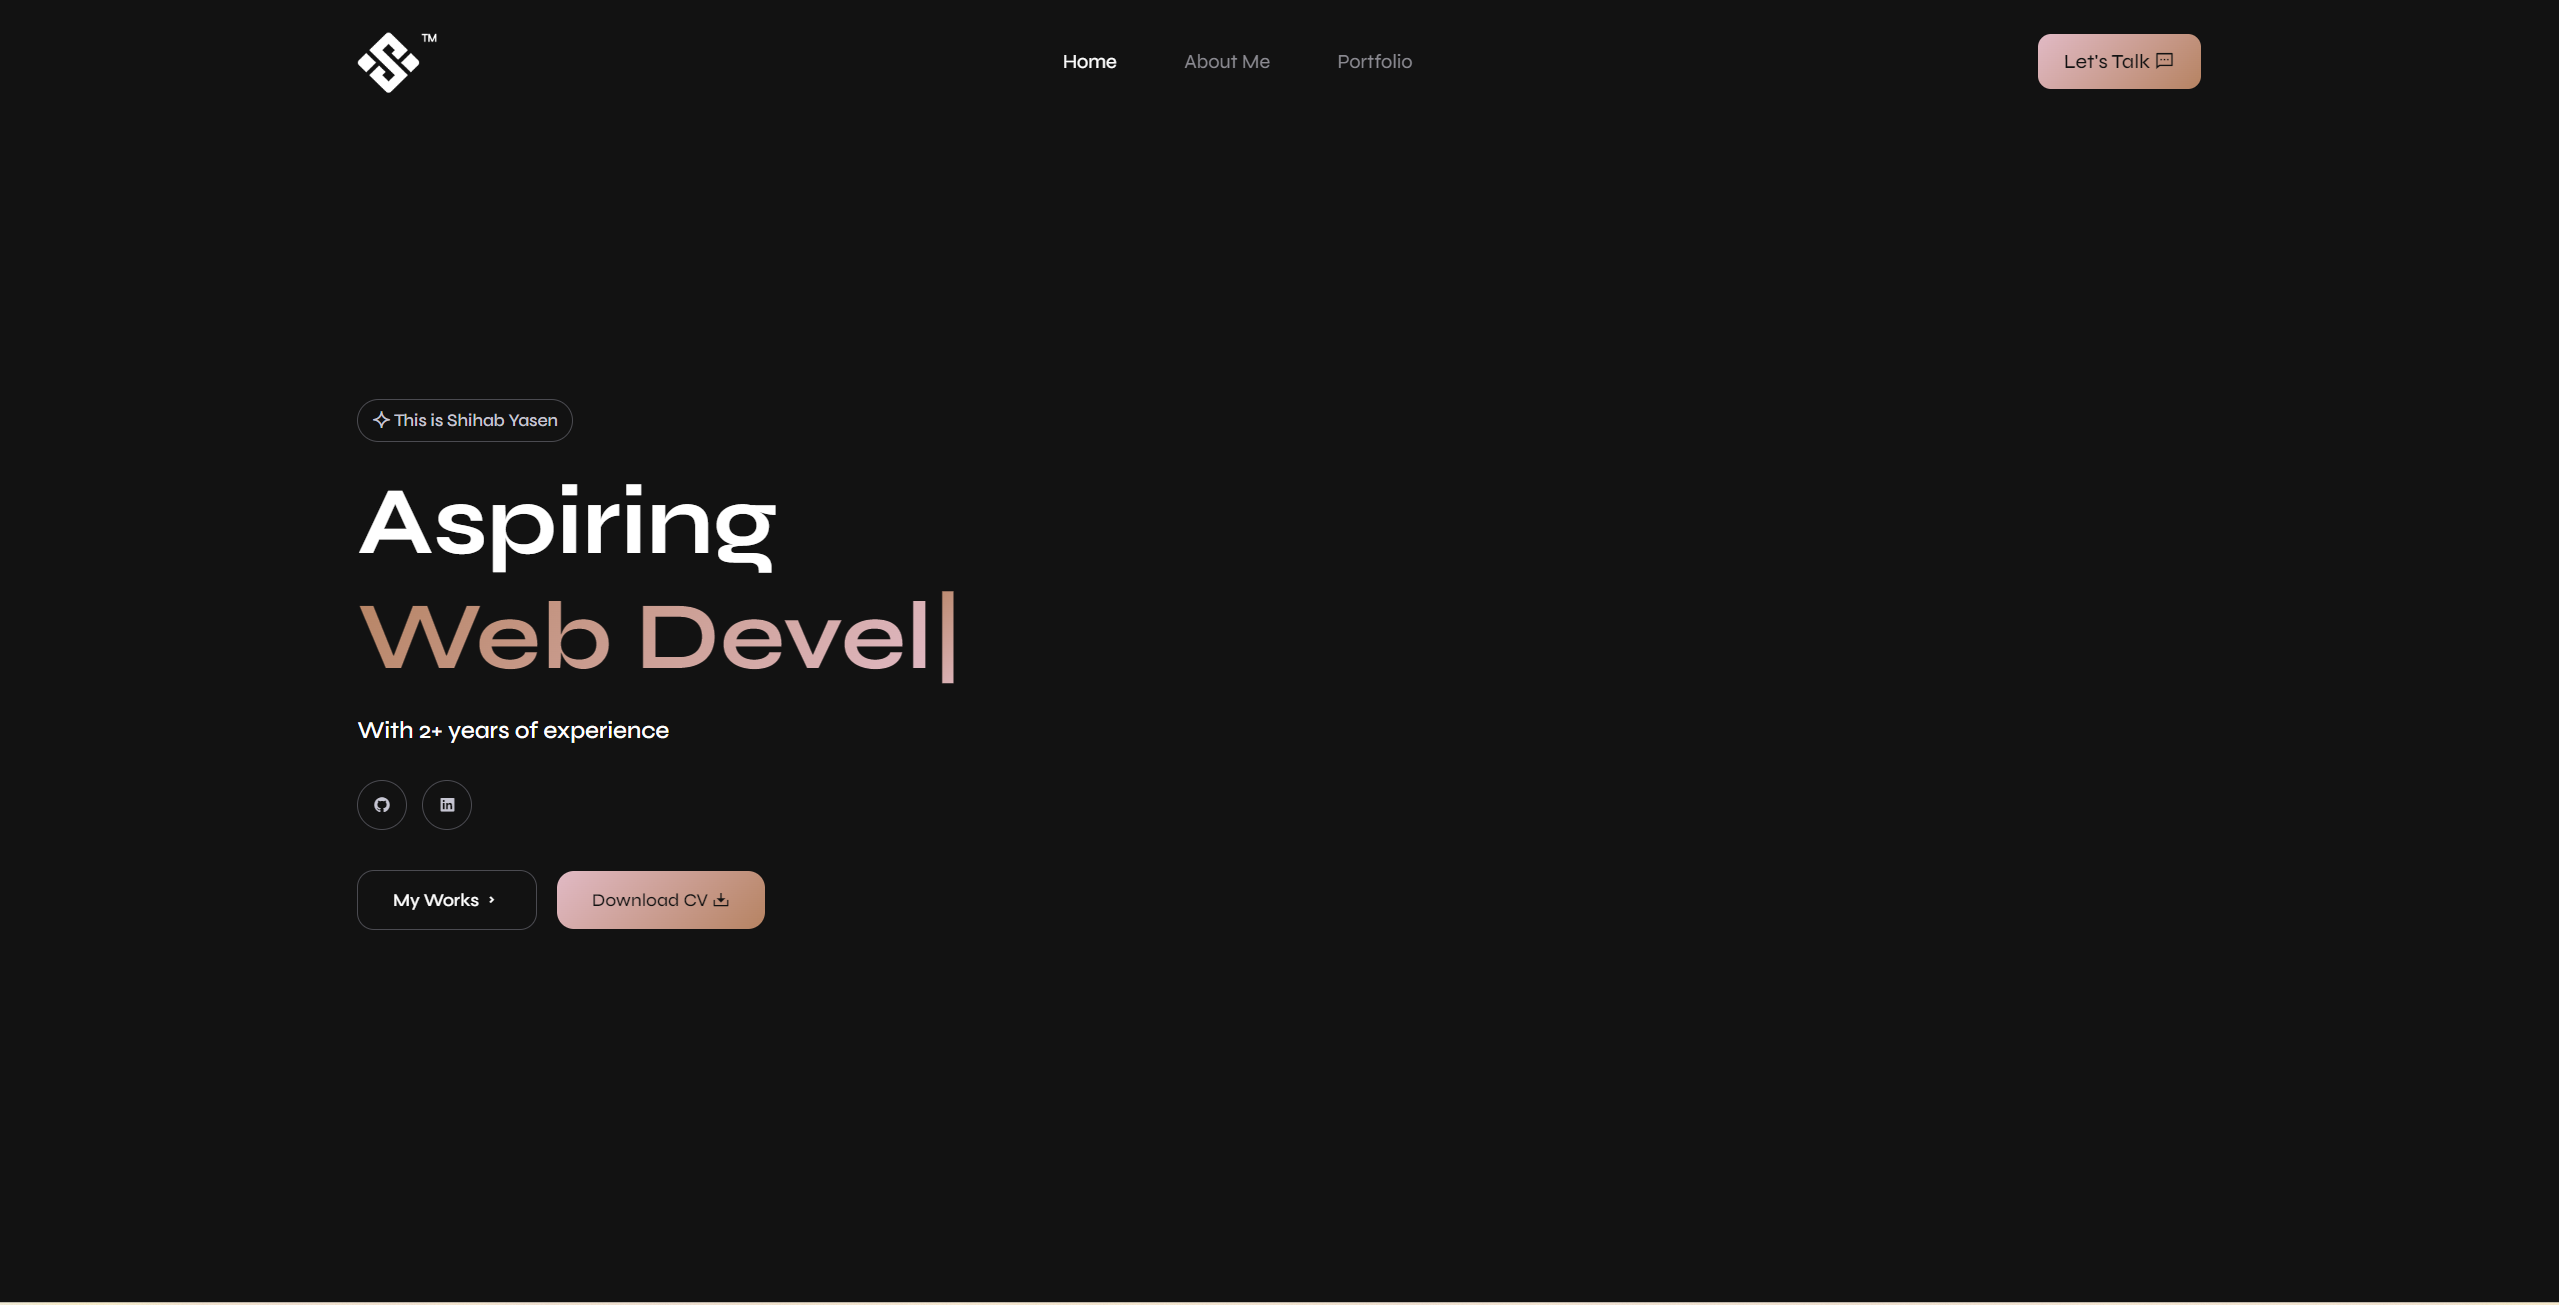 TM
Home
About Me
Portfolio
Let's Talk
This is Shihab Yasen
Aspiring
Web Devel|
With 2+ years of experience
My Works >
Download CV